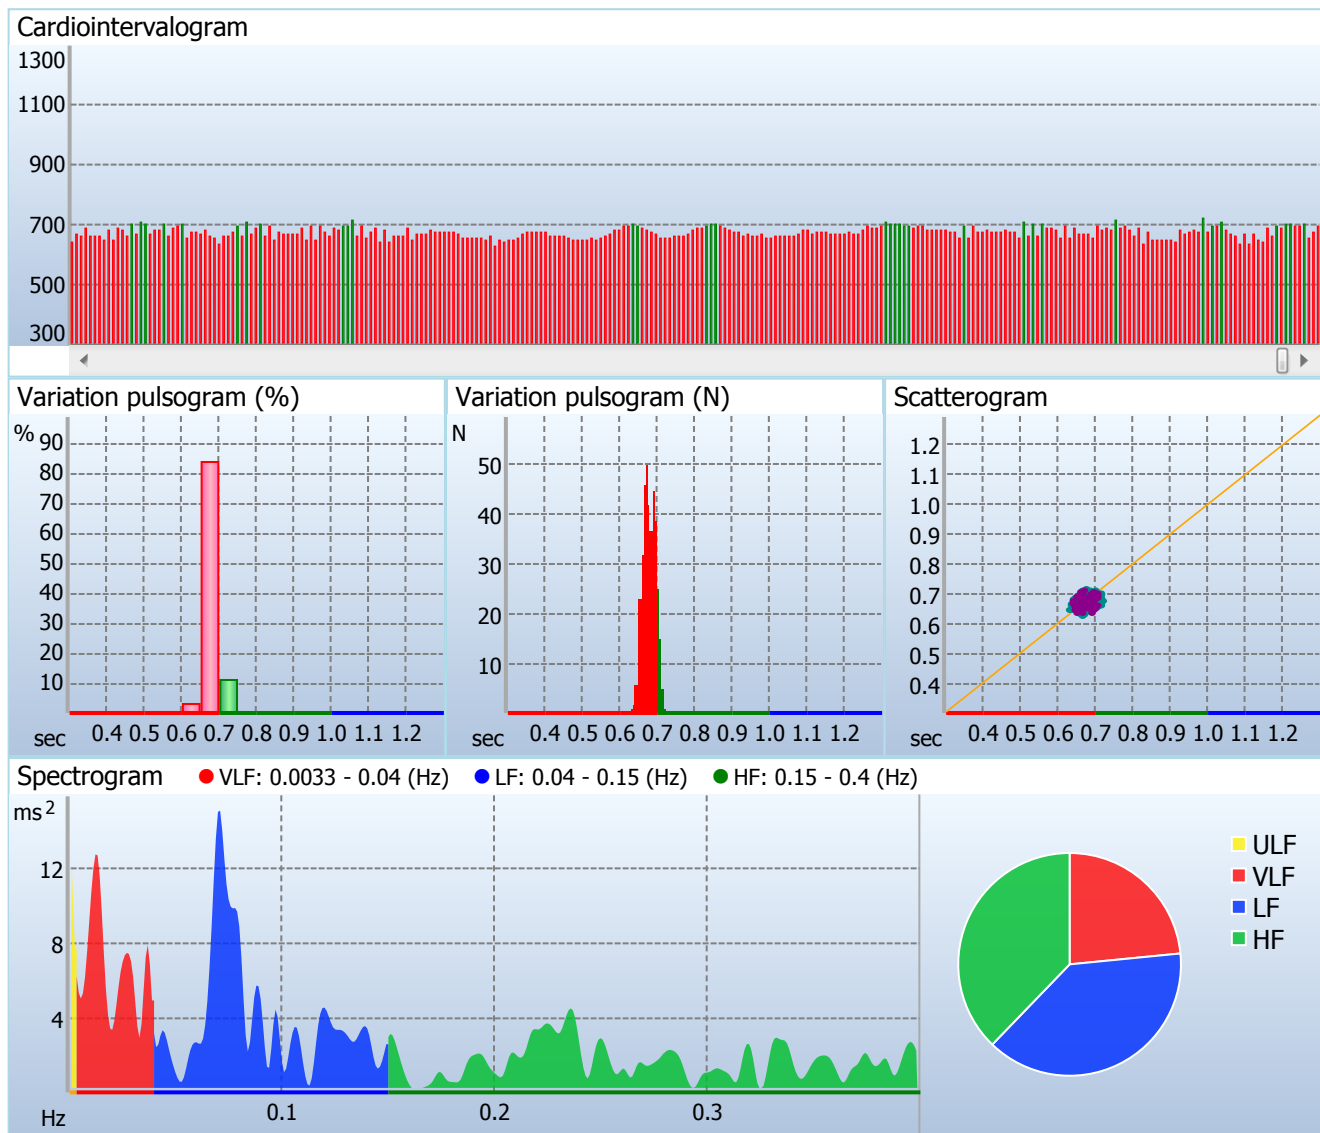 Cardiointervalogram
1300
1100
900
700
500
300
Variation pulsogram (%)
%
90
80
70
60
50
40
30
20
10
sec 0.4 0.5 0.6 0.7 0.8 0.9 1.0 1.1 1.2
Variation pulsogram (N)
N
50
40
30
20
10
sec 0.4 0.5 0.6 0.7 0.8 0.9 1.0 1.1 1.2
Scatterogram
1.2
1.1
1.0
0.9
0.8
0.7
0.6
0.5
0.4
sec 0.4 0.5 0.6 0.7 0.8 0.9 1.0 1.1 1.2
Spectrogram VLF: 0.0033 - 0.04 (Hz) LF: 0.04 - 0.15 (Hz) HF: 0.15 - 0.4 (Hz)
ms²
12
8
4
Hz 0.1 0.2 0.3
ULF
VLF
LF
HF